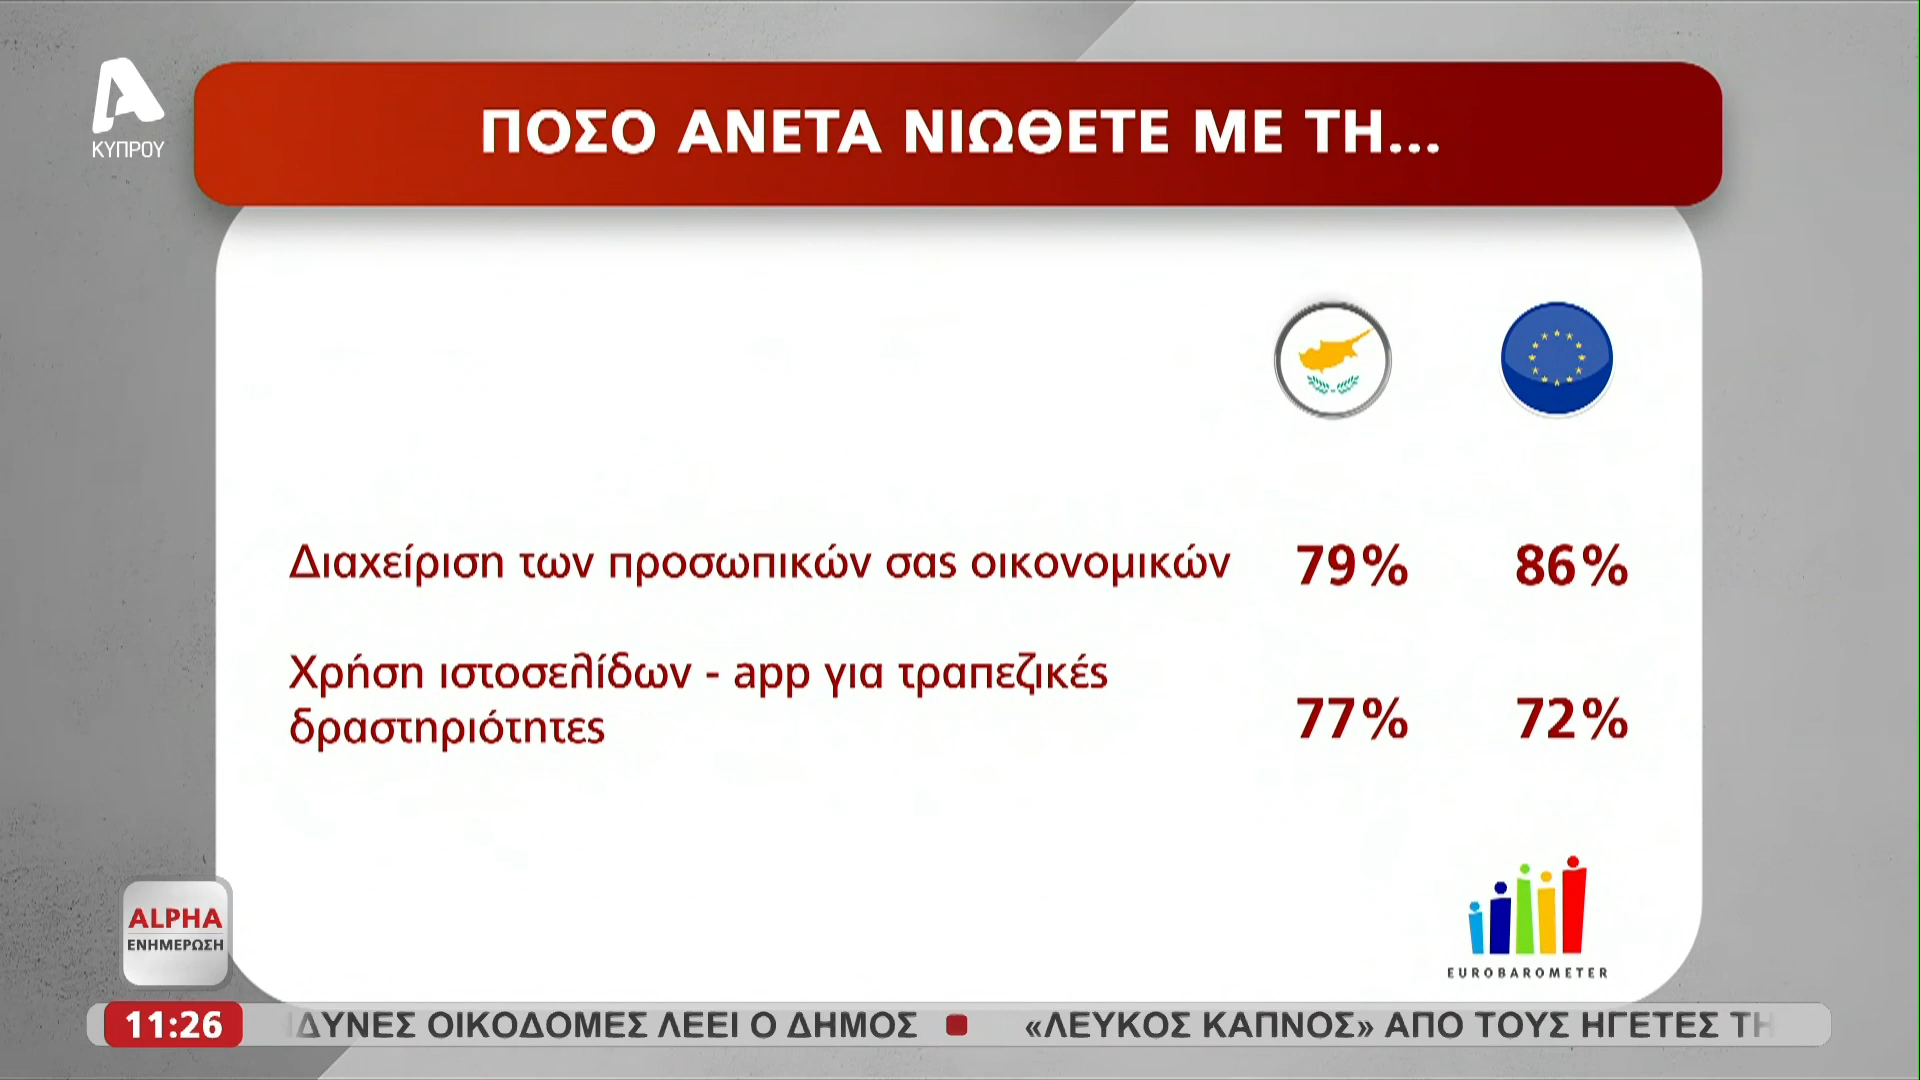 ΚΥΠΡΟΥ
ΠΟΣΟ ΑΝΕΤΑ ΝΙΩΘΕΤΕ ΜΕ ΤΗ...
Διαχείριση των προσωπικών σας οικονομικών 79% 86%
Χρήση ιστοσελίδων - app για τραπεζικές
δραστηριότητες 77% 72%
EUROBAROMETER
ALPHA
ΕΝΗΜΕΡΩΣΗ
11:26 ΟΙΚΟΔΟΜΕΣ ΛΕΕΙ Ο ΔΗΜΟΣ «ΛΕΥΚΟΣ ΚΑΠΝΟΣ» ΑΠΟ ΤΟΥΣ ΗΓΕΤΕΣ